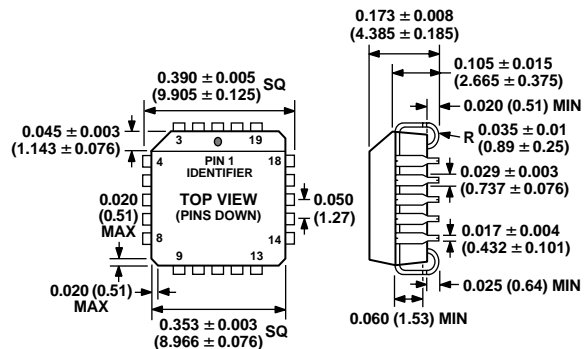 0.173 ± 0.008
(4.385 ± 0.185)
0.390 ± 0.005 SQ
(9.905 ± 0.125)
0.105 ± 0.015
(2.665 ± 0.375)
0.020 (0.51) MIN
0.045 ± 0.003
(1.143 ± 0.076)
3
19
R 0.035 ± 0.01
(0.89 ± 0.25)
4
PIN 1
IDENTIFIER
18
0.029 ± 0.003
(0.737 ± 0.076)
0.020
(0.51)
MAX
TOP VIEW
(PINS DOWN)
0.050
(1.27)
0.017 ± 0.004
(0.432 ± 0.101)
8
14
9
13
0.020 (0.51)
MAX
0.025 (0.64) MIN
0.060 (1.53) MIN
0.353 ± 0.003 SQ
(8.966 ± 0.076)